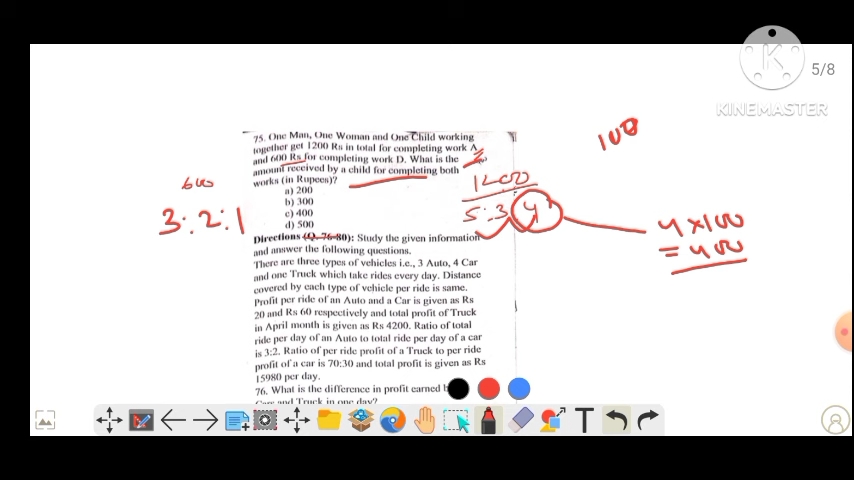 5/8
KINEMASTER
75. One Man, One Woman and One Child working
together get 1200 Rs in total for completing work A
and 600 Rs for completing work D. What is the
amount received by a child for completing both
works (in Rupees)?
a) 200
b) 300
c) 400
d) 500
Directions (Q. 76-80): Study the given information
and answer the following questions.
There are three types of vehicles i.e., 3 Auto, 4 Car
and one Truck which take rides every day. Distance
covered by each type of vehicle per ride is same.
Profit per ride of an Auto and a Car is given as Rs
20 and Rs 60 respectively and total profit of Truck
in April month is given as Rs 4200. Ratio of total
ride per day of an Auto to total ride per day of a car
is 3:2. Ratio of per ride profit of a Truck to per ride
profit of a car is 70:30 and total profit is given as Rs
15980 per day.
76. What is the difference in profit earned
Cars and Truck in one day?
600
3:2:1
1200
5:3:4
100
4 x 100
= 400
T